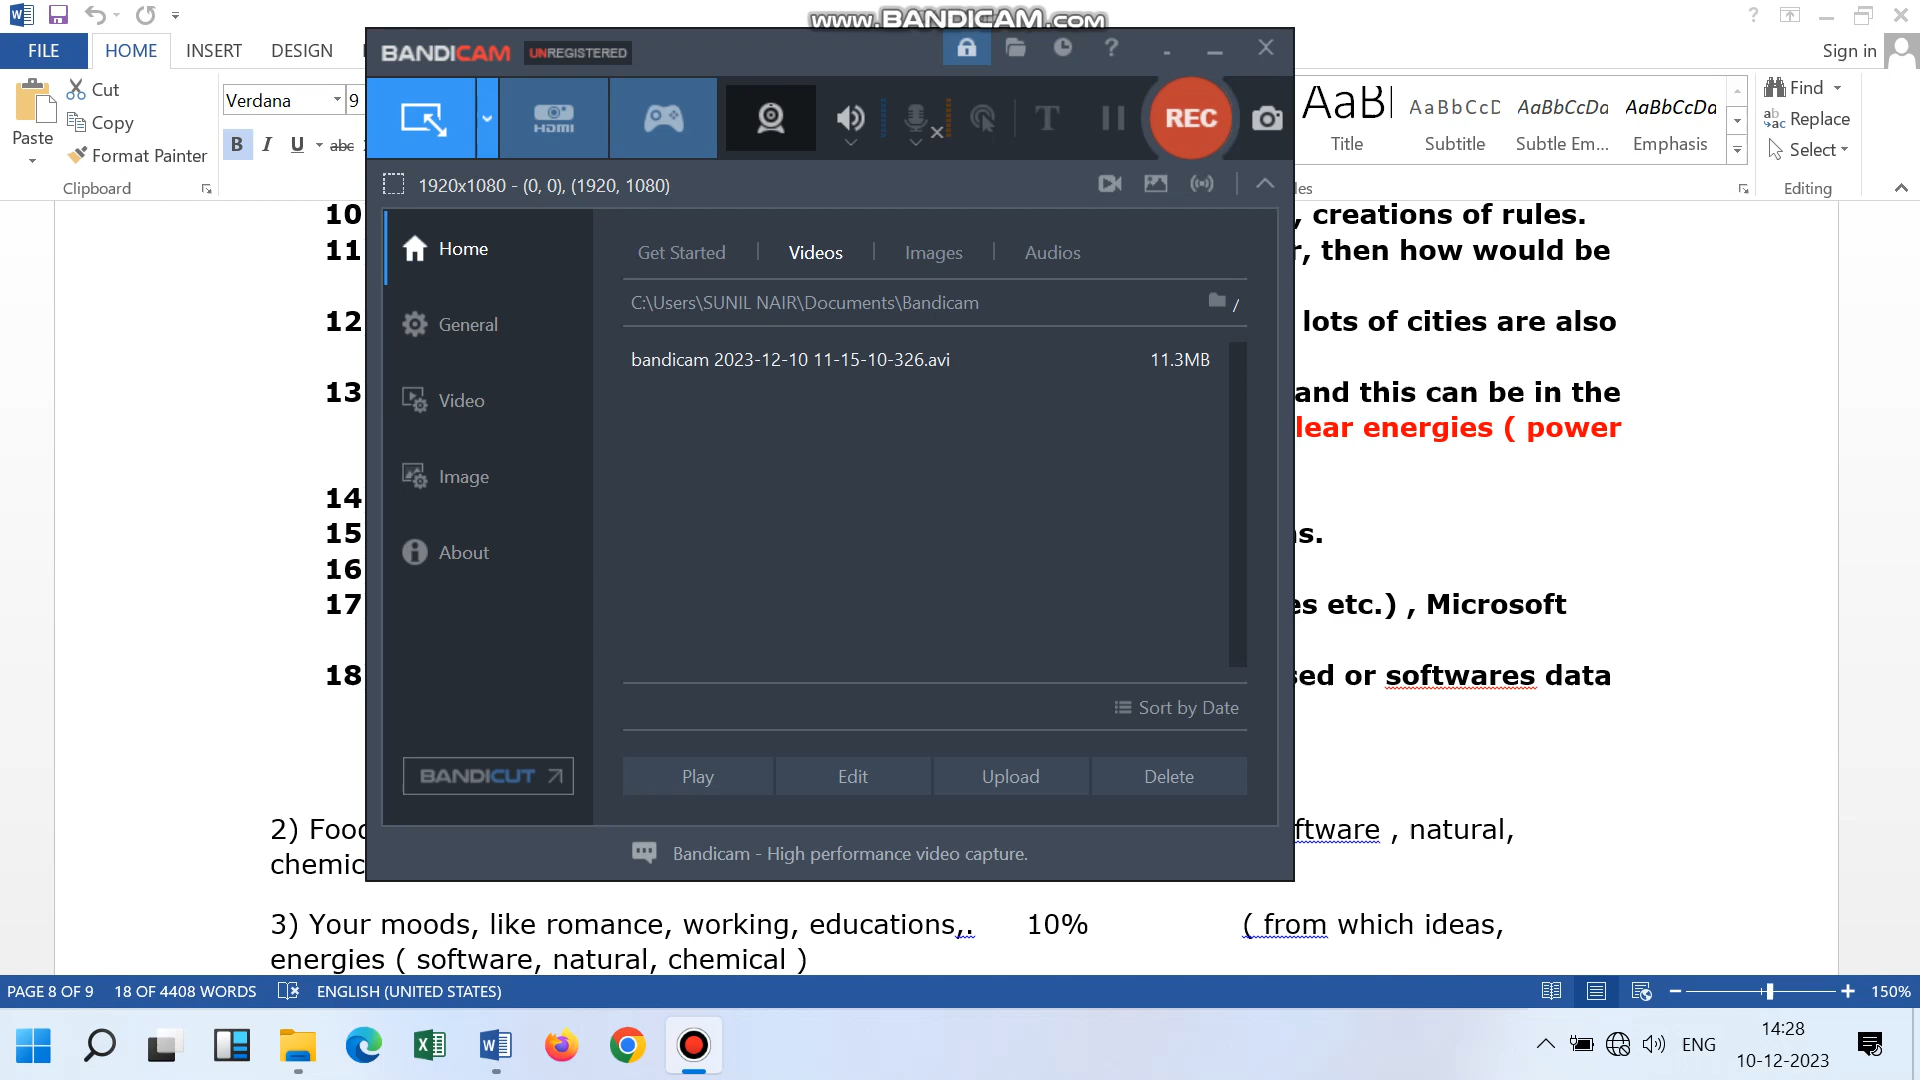 www.BANDICAM.com
FILE HOME INSERT DESIGN
Sign in
BANDICAM UNREGISTERED
Cut
Copy
Format Painter
Paste
Clipboard
Verdana 9
B I U abc
HDMI
T
REC
AaBl AaBbCcD AaBbCcDa AaBbCcDa
Title Subtitle Subtle Em... Emphasis
Find
Replace
Select
Editing
1920x1080 - (0, 0), (1920, 1080)
Home
General
Video
Image
About
BANDICUT
Get Started Videos Images Audios
C:\Users\SUNIL NAIR\Documents\Bandicam /
bandicam 2023-12-10 11-15-10-326.avi 11.3MB
Sort by Date
Play Edit Upload Delete
Bandicam - High performance video capture.
10 , creations of rules.
11 , then how would be
12 lots of cities are also
13 and this can be in the
lear energies ( power
14
15 s.
16
17 es etc.) , Microsoft
18 sed or softwares data
2) Food ftware , natural,
chemic
3) Your moods, like romance, working, educations,. 10% ( from which ideas,
energies ( software, natural, chemical )
PAGE 8 OF 9 18 OF 4408 WORDS ENGLISH (UNITED STATES) 150%
ENG 14:28
10-12-2023